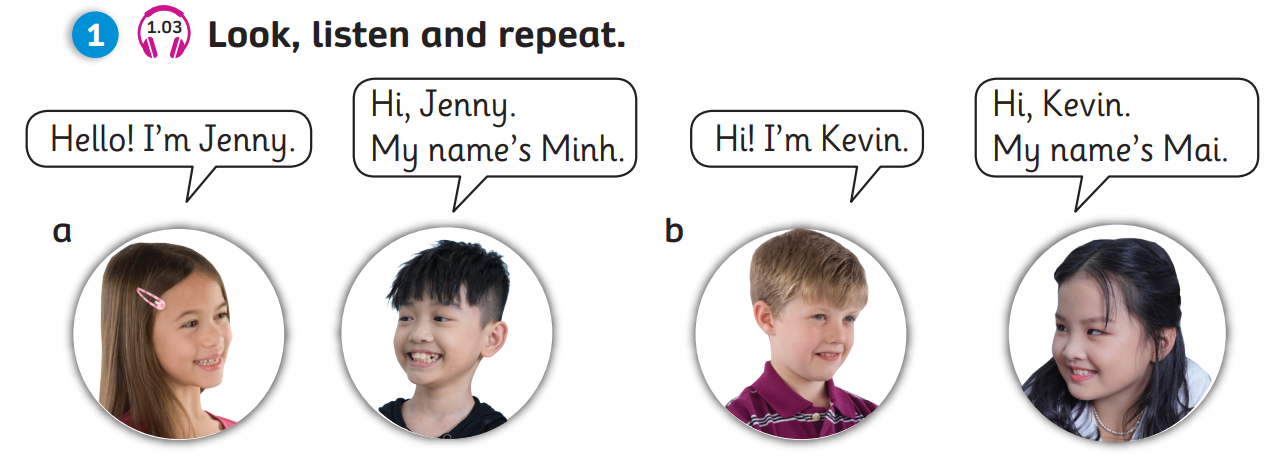 1 1.03 Look, listen and repeat.
Hello! I'm Jenny.
Hi, Jenny.
My name's Minh.
Hi! I'm Kevin.
Hi, Kevin.
My name's Mai.
a
b